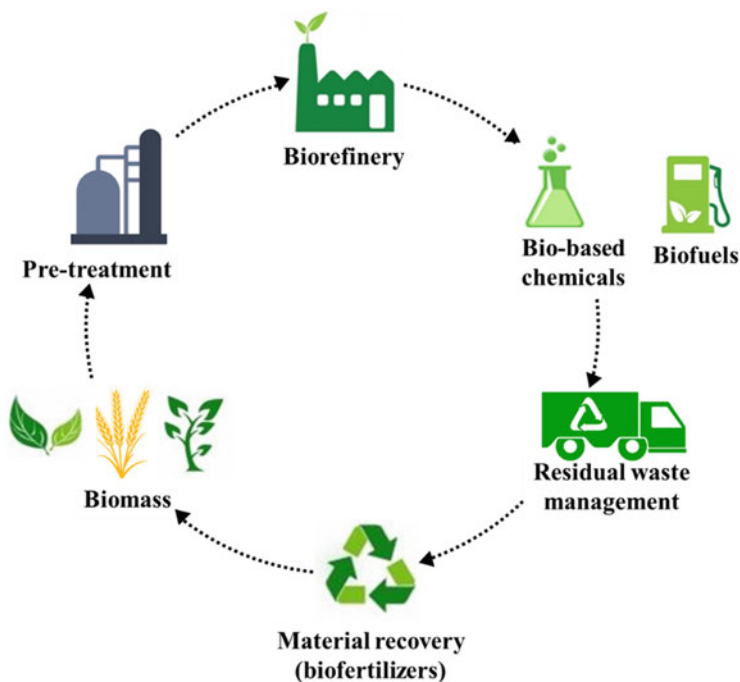 Biorefinery
Pre-treatment
Bio-based
chemicals
Biofuels
Biomass
Residual waste
management
Material recovery
(biofertilizers)